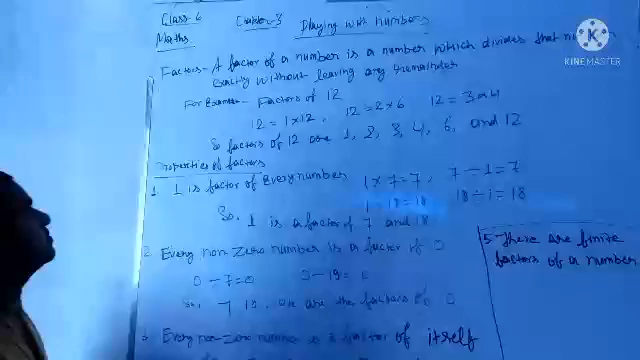 Class-6 Chapter-3 Playing with numbers
Maths
K
KINEMASTER
Factors- A factor of a number is a number which divides that
exactly without leaving any remainder
For Example - Factors of 12
12 = 1×12, 12 = 2×6 12 = 3×4
So factors of 12 are 1, 2, 3, 4, 6, and 12
Properties of factors
1. 1 is factor of every number 1 × 7 = 7, 7 ÷ 1 = 7
18 = 18 18 ÷ 1 = 18
So, 1 is a factor of 7 and 18
2. Every non-zero number is a factor of 0
0 ÷ 7 = 0
So, 7 are the factors of 0
3. Every non-zero number is a factor of itself
5. There are finite
factors of a number